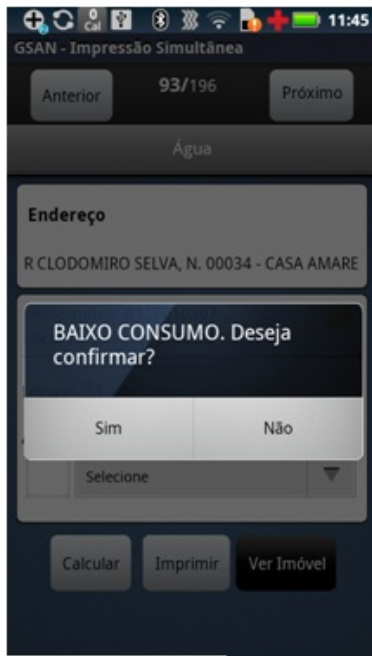 11:45
GSAN - Impressão Simultânea
Anterior
93/196
Próximo
Água
Endereço
R CLODOMIRO SELVA, N. 00034 - CASA AMARE
BAIXO CONSUMO. Deseja
confirmar?
Sim
Não
Selecione
Calcular
Imprimir
Ver Imóvel